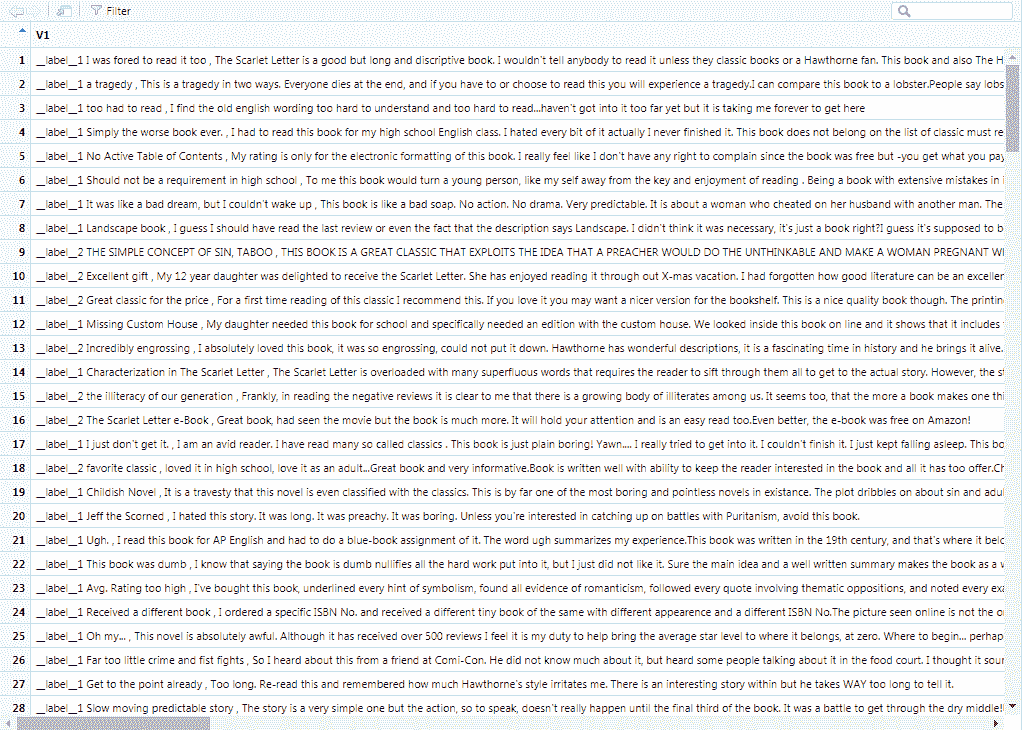 Filter
V1
1 __label__1 I was fored to read it too , The Scarlet Letter is a good but long and discriptive book. I wouldn't tell anybody to read it unless they classic books or a Hawthorne fan. This book and also The H
2 __label__1 a tragedy , This is a tragedy in two ways. Everyone dies at the end, and if you have to or choose to read this you will experience a tragedy.I can compare this book to a lobster.People say lobs
3 __label__1 too had to read , I find the old english wording too hard to understand and too hard to read...haven't got into it too far yet but it is taking me forever to get here
4 __label__1 Simply the worse book ever. , I had to read this book for my high school English class. I hated every bit of it actually I never finished it. This book does not belong on the list of classic must re
5 __label__1 No Active Table of Contents , My rating is only for the electronic formatting of this book. I really feel like I don't have any right to complain since the book was free but -you get what you pay
6 __label__1 Should not be a requirement in high school , To me this book would turn a young person, like my self away from the key and enjoyment of reading . Being a book with extensive mistakes in i
7 __label__1 It was like a bad dream, but I couldn't wake up , This book is like a bad soap. No action. No drama. Very predictable. It is about a woman who cheated on her husband with another man. The
8 __label__1 Landscape book , I guess I should have read the last review or even the fact that the description says Landscape. I didn't think it was necessary, it's just a book right?I guess it's supposed to b
9 __label__2 THE SIMPLE CONCEPT OF SIN, TABOO , THIS BOOK IS A GREAT CLASSIC THAT EXPLOITS THE IDEA THAT A PREACHER WOULD DO THE UNTHINKABLE AND MAKE A WOMAN PREGNANT WI
10 __label__2 Excellent gift , My 12 year daughter was delighted to receive the Scarlet Letter. She has enjoyed reading it through out X-mas vacation. I had forgotten how good literature can be an exceller
11 __label__2 Great classic for the price , For a first time reading of this classic I recommend this. If you love it you may want a nicer version for the bookshelf. This is a nice quality book though. The printin
12 __label__1 Missing Custom House , My daughter needed this book for school and specifically needed an edition with the custom house. We looked inside this book on line and it shows that it includes
13 __label__2 Incredibly engrossing , I absolutely loved this book, it was so engrossing, could not put it down. Hawthorne has wonderful descriptions, it is a fascinating time in history and he brings it alive.
14 __label__1 Characterization in The Scarlet Letter , The Scarlet Letter is overloaded with many superfluous words that requires the reader to sift through them all to get to the actual story. However, the st
15 __label__2 the illiteracy of our generation , Frankly, in reading the negative reviews it is clear to me that there is a growing body of illiterates among us. It seems too, that the more a book makes one thi
16 __label__2 The Scarlet Letter e-Book , Great book, had seen the movie but the book is much more. It will hold your attention and is an easy read too.Even better, the e-book was free on Amazon!
17 __label__1 I just don't get it. , I am an avid reader. I have read many so called classics . This book is just plain boring! Yawn.... I really tried to get into it. I couldn't finish it. I just kept falling asleep. This bo
18 __label__2 favorite classic , loved it in high school, love it as an adult...Great book and very informative.Book is written well with ability to keep the reader interested in the book and all it has too offer.Ch
19 __label__1 Childish Novel , It is a travesty that this novel is even classified with the classics. This is by far one of the most boring and pointless novels in existance. The plot dribbles on about sin and adu
20 __label__1 Jeff the Scorned , I hated this story. It was long. It was preachy. It was boring. Unless you're interested in catching up on battles with Puritanism, avoid this book.
21 __label__1 Ugh. , I read this book for AP English and had to do a blue-book assignment of it. The word ugh summarizes my experience.This book was written in the 19th century, and that's where it belc
22 __label__1 This book was dumb , I know that saying the book is dumb nullifies all the hard work put into it, but I just did not like it. Sure the main idea and a well written summary makes the book as a w
23 __label__1 Avg. Rating too high , I've bought this book, underlined every hint of symbolism, found all evidence of romanticism, followed every quote involving thematic oppositions, and noted every exa
24 __label__1 Received a different book , I ordered a specific ISBN No. and received a different tiny book of the same with different appearence and a different ISBN No.The picture seen online is not the o
25 __label__1 Oh my... , This novel is absolutely awful. Although it has received over 500 reviews I feel it is my duty to help bring the average star level to where it belongs, at zero. Where to begin... perhap
26 __label__1 Far too little crime and fist fights , So I heard about this from a friend at Comi-Con. He did not know much about it, but heard some people talking about it in the food court. I thought it sour
27 __label__1 Get to the point already , Too long. Re-read this and remembered how much Hawthorne's style irritates me. There is an interesting story within but he takes WAY too long to tell it.
28 __label__1 Slow moving predictable story , The story is a very simple one but the action, so to speak, doesn't really happen until the final third of the book. It was a battle to get through the dry middle!